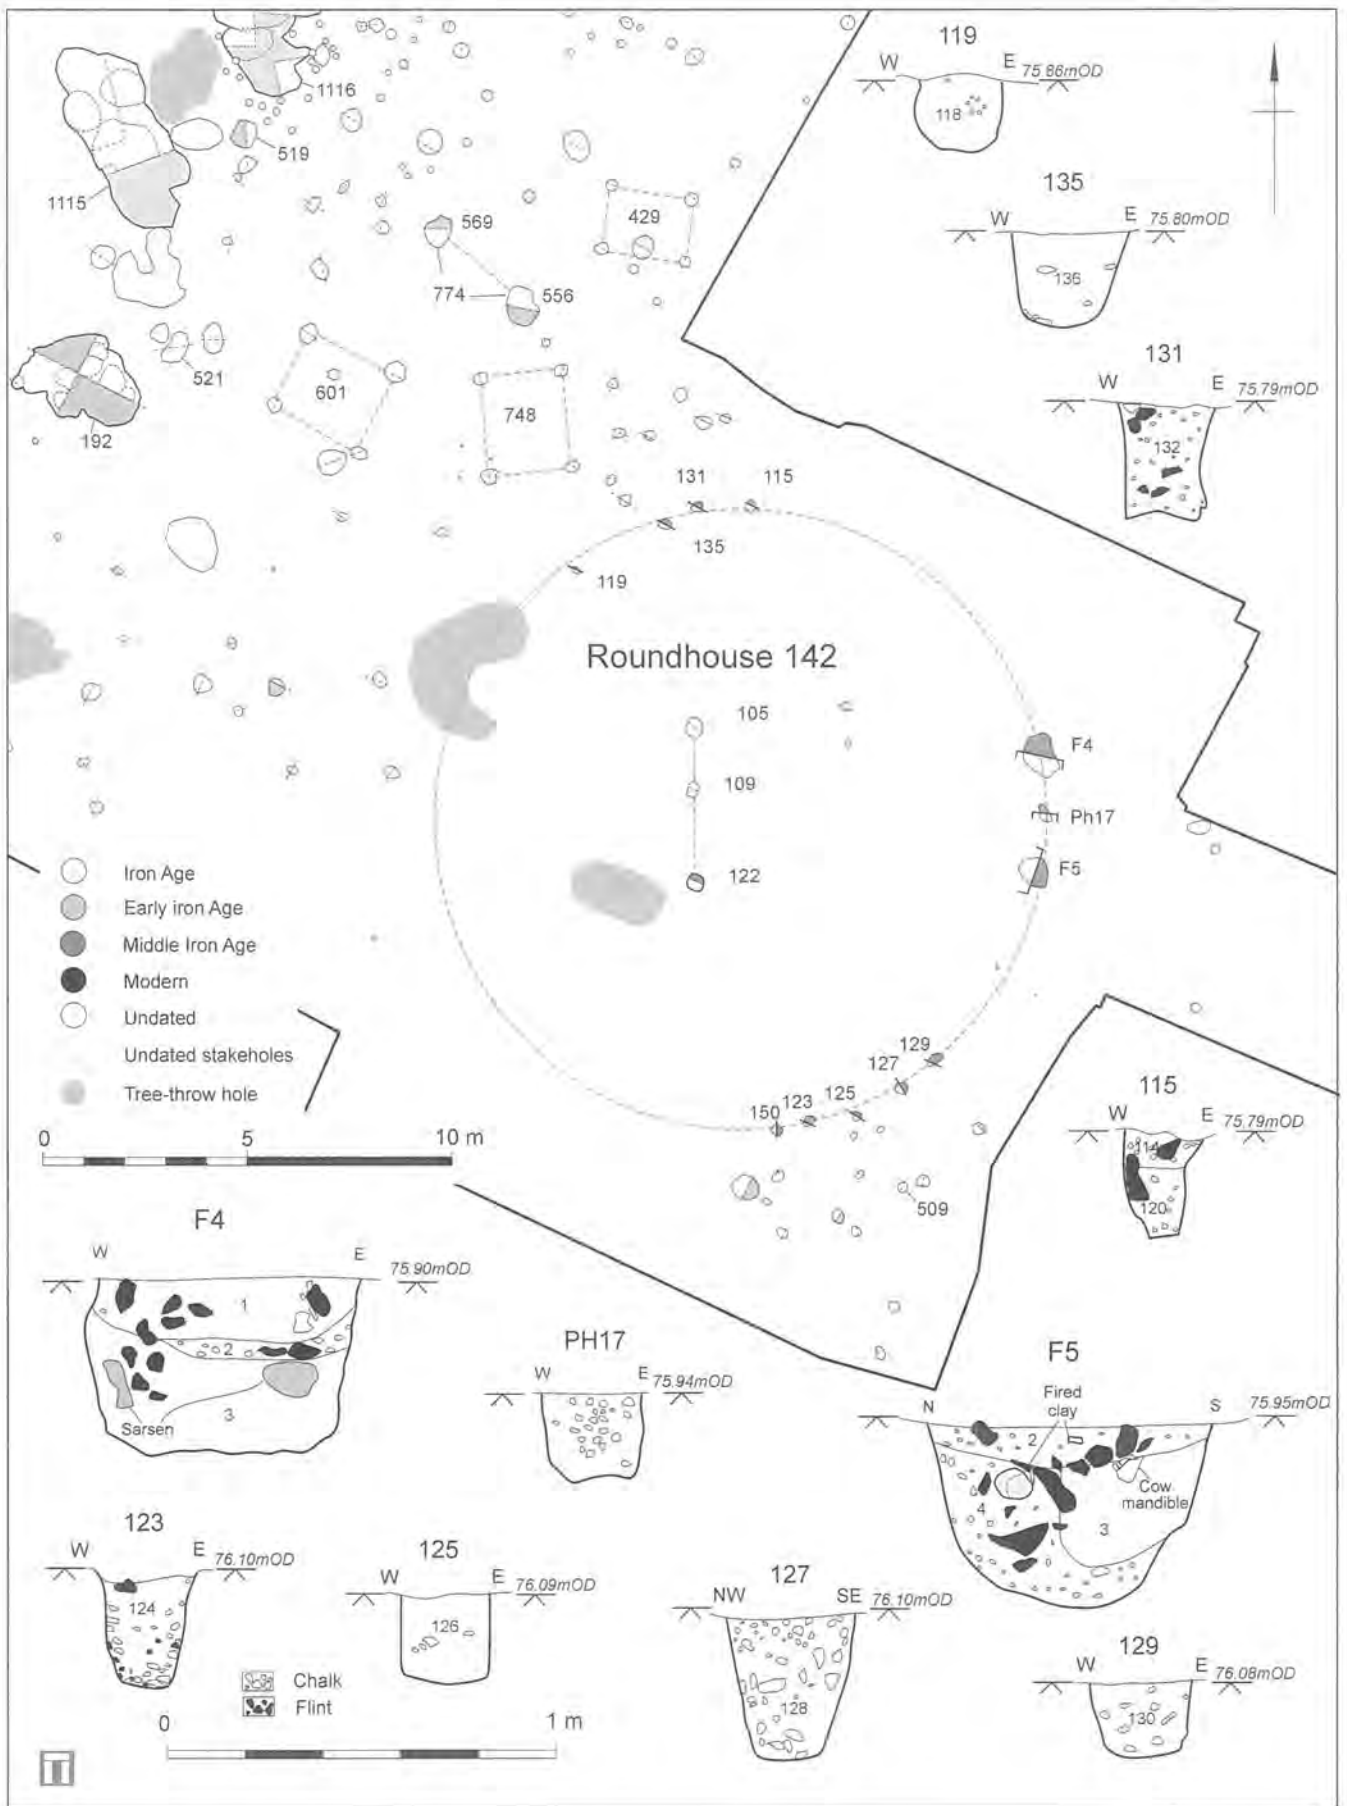 119
W E 75.86mOD
118
1116
519
1115
135
W E 75.80mOD
136
569
429
774
556
131
W E 75.79mOD
132
521
601
748
192
131
115
135
119
Roundhouse 142
105
F4
109
Ph17
F5
122
Iron Age
Early iron Age
Middle Iron Age
Modern
Undated
Undated stakeholes
Tree-throw hole
0 5 10 m
129
127
125
123
150
509
115
W E 75.79mOD
114
120
F4
W E 75.90mOD
1
2
3
Sarsen
PH17
W E 75.94mOD
F5
N S 75.95mOD
Fired
clay
2
4
3
Cow
mandible
123
W E 76.10mOD
124
125
W E 76.09mOD
126
127
NW SE 76.10mOD
128
129
W E 76.08mOD
130
Chalk
Flint
0 1 m